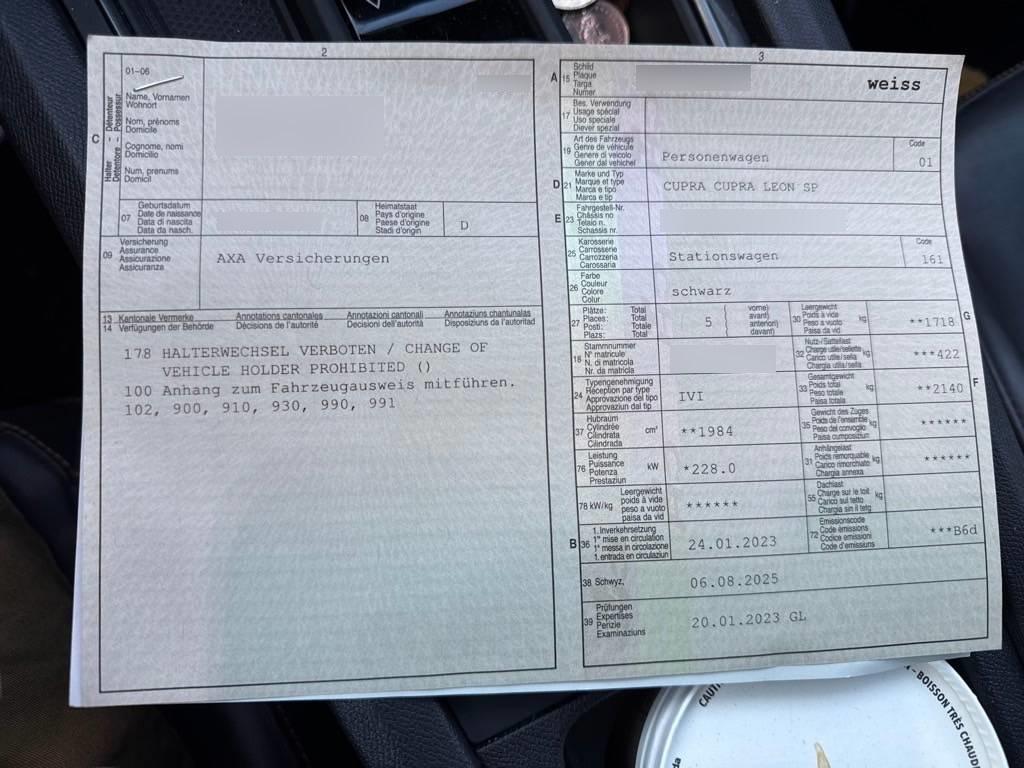 2
01-06
Name, Vornamen
Wohnort
Nom, prénoms
Domicile
Cognome, nomi
Domicilio
Num, prenums
Domicil
C
Halter - Détenteur
Detentore - Possessur
07
Geburtsdatum
Date de naissance
Data di nascita
Data da nasch.
08
Heimatstaat
Pays d'origine
Paese d'origine
Stadi d'origin
D
09
Versicherung
Assurance
Assicurazione
Assicuranza
AXA Versicherungen
13 Kantonale Vermerke Annotations cantonales Annotazioni cantonali Annotaziuns chantunalas
14 Verfügungen der Behörde Décisions de l'autorité Decisioni dell'autorità Disposiziuns da l'autoritad
178 HALTERWECHSEL VERBOTEN / CHANGE OF
VEHICLE HOLDER PROHIBITED ()
100 Anhang zum Fahrzeugausweis mitführen.
102, 900, 910, 930, 990, 991
3
A
15
Schild
Plaque
Targa
Numer
weiss
17
Bes. Verwendung
Usage spécial
Uso speciale
Diever spezial
19
Art des Fahrzeugs
Genre de véhicule
Genere di veicolo
Gener dal vehichel
Personenwagen
Code
01
D
21
Marke und Typ
Marque et type
Marca e tipo
Marca e tip
CUPRA CUPRA LEON SP
E
23
Fahrgestell-Nr.
Châssis no
Telaio n.
Schassis nr.
25
Karosserie
Carrosserie
Carrozzeria
Carossaria
Stationswagen
Code
161
26
Farbe
Couleur
Colore
Colur
schwarz
27
Plätze: Total
Places: Total
Posti: Totale
Plazs: Total
5
vorne)
avant)
anteriori)
davant)
30
Leergewicht
Poids à vide
Peso a vuoto
Paisa da vid
kg
**1718
G
18
Stammnummer
N° matricule
N. di matricola
Nr. da matricla
32
Nutz-/Sattellast
Charge utile/sellette
Carico utile/sella
Chargia utila/sella
kg
***422
24
Typengenehmigung
Réception par type
Approvazione del tipo
Approvaziun dal tip
IVI
33
Gesamtgewicht
Poids total
Peso totale
Paisa totala
kg
**2140
F
37
Hubraum
Cylindrée
Cilindrata
Cilindrada
cm³
**1984
35
Gewicht des Zuges
Poids de l'ensemble
Peso del convoglio
Paisa cumposiziun
kg
******
76
Leistung
Puissance
Potenza
Prestaziun
kW
*228.0
31
Anhängelast
Poids remorquable
Carico rimorchiato
Chargia annexa
kg
******
78 kW/kg
Leergewicht
poids à vide
peso a vuoto
paisa da vid
******
55
Dachlast
Charge sur le toit
Carico sul tetto
Chargia sin il tetg
kg
B
36
1. Inverkehrsetzung
1re mise en circulation
1a messa in circolazione
1. entrada en circulaziun
24.01.2023
72
Emissionscode
Code émissions
Codice emissioni
Code d'emissiuns
***B6d
38 Schwyz,
06.08.2025
39
Prüfungen
Expertises
Perizie
Examinaziuns
20.01.2023 GL
- BOISSON TRÈS CHAUD